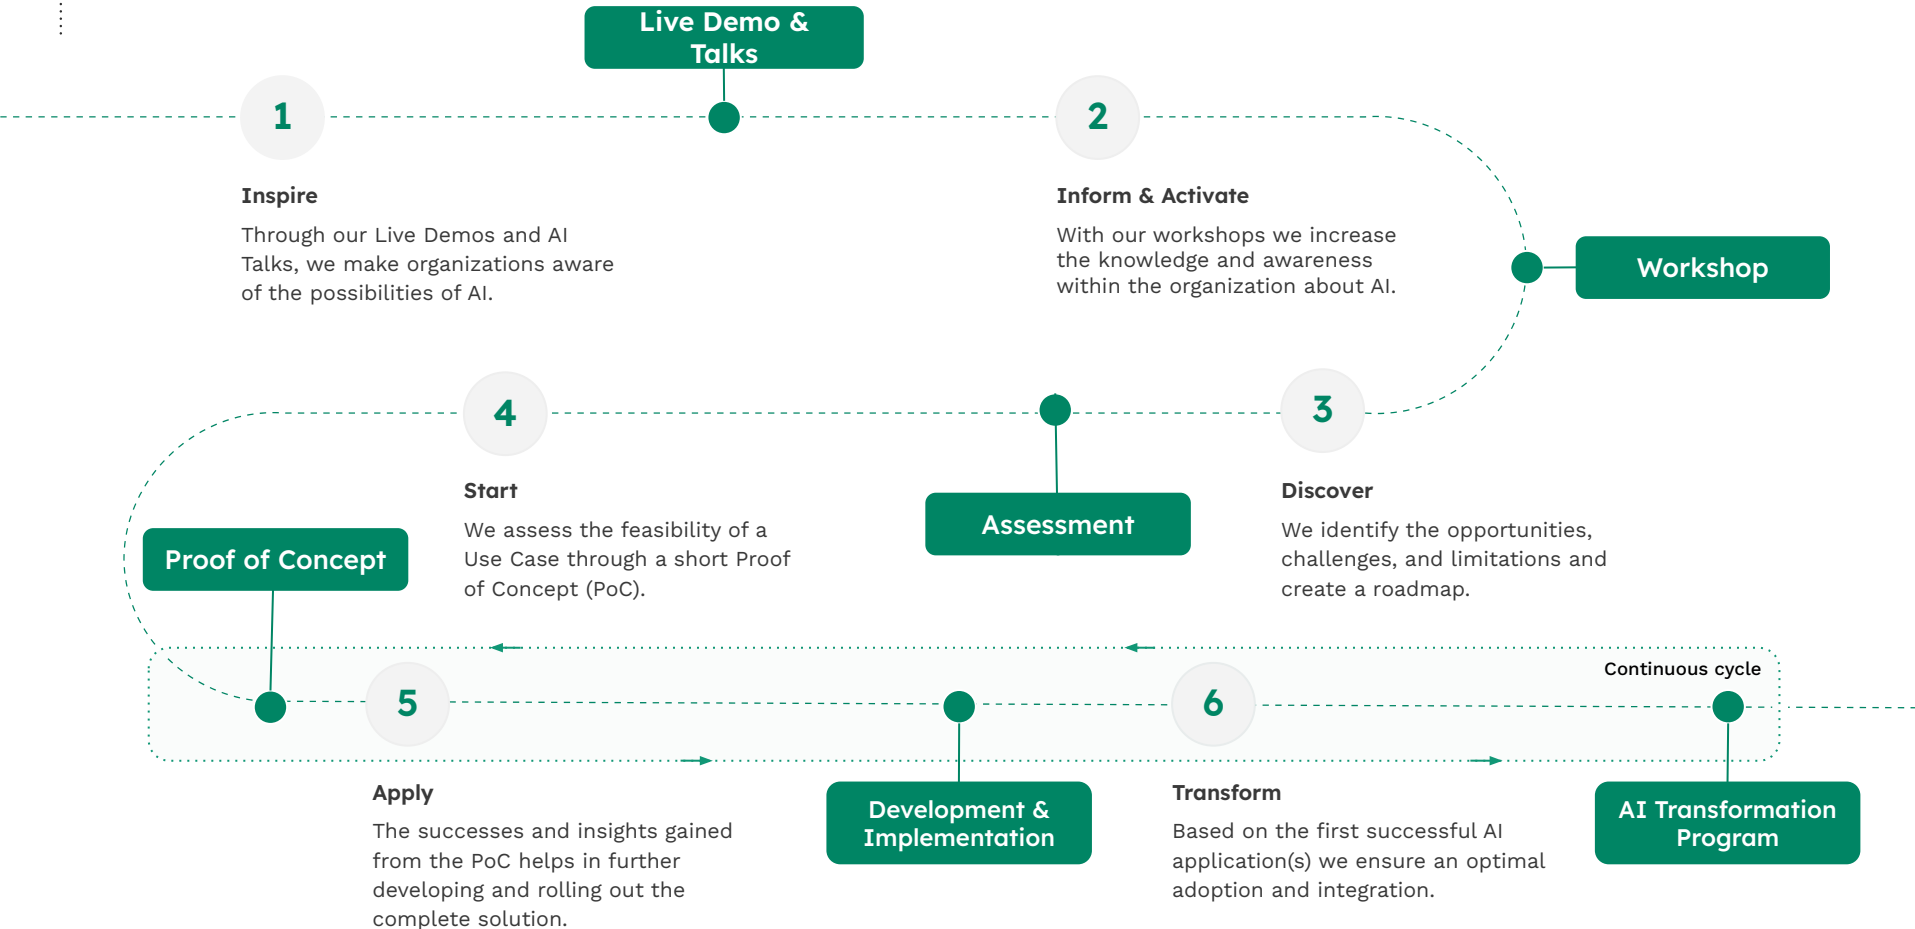 Live Demo &
Talks
1
2
Inspire
Through our Live Demos and AI
Talks, we make organizations aware
of the possibilities of AI.
Inform & Activate
With our workshops we increase
the knowledge and awareness
within the organization about AI.
Workshop
4
3
Start
We assess the feasibility of a
Use Case through a short Proof
of Concept (PoC).
Assessment
Discover
We identify the opportunities,
challenges, and limitations and
create a roadmap.
Proof of Concept
Continuous cycle
5
6
Apply
The successes and insights gained
from the PoC helps in further
developing and rolling out the
complete solution.
Development &
Implementation
Transform
Based on the first successful AI
application(s) we ensure an optimal
adoption and integration.
AI Transformation
Program